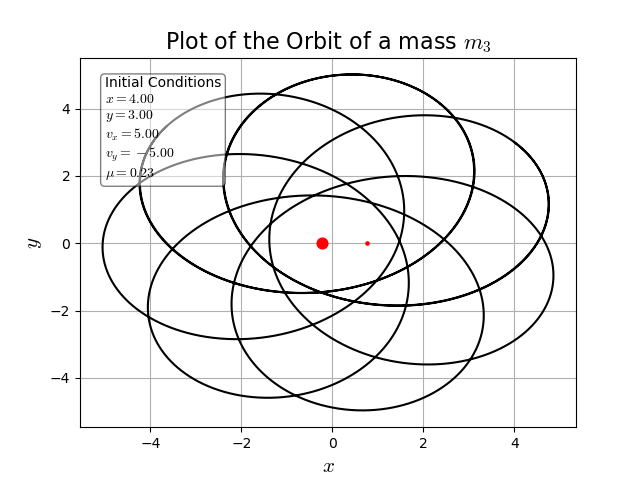 Plot of the Orbit of a mass m₃
Initial Conditions
x = 4.00
y = 3.00
vₓ = 5.00
v_y = −5.00
μ = 0.23
y
4
2
0
−2
−4
−4 −2 0 2 4
x